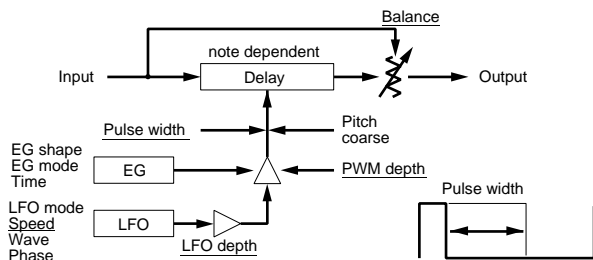 Balance
note dependent
Input
Delay
Output
Pulse width
Pitch
coarse
EG shape
EG mode
Time
EG
PWM depth
LFO mode
Speed
Wave
Phase
LFO
LFO depth
Pulse width